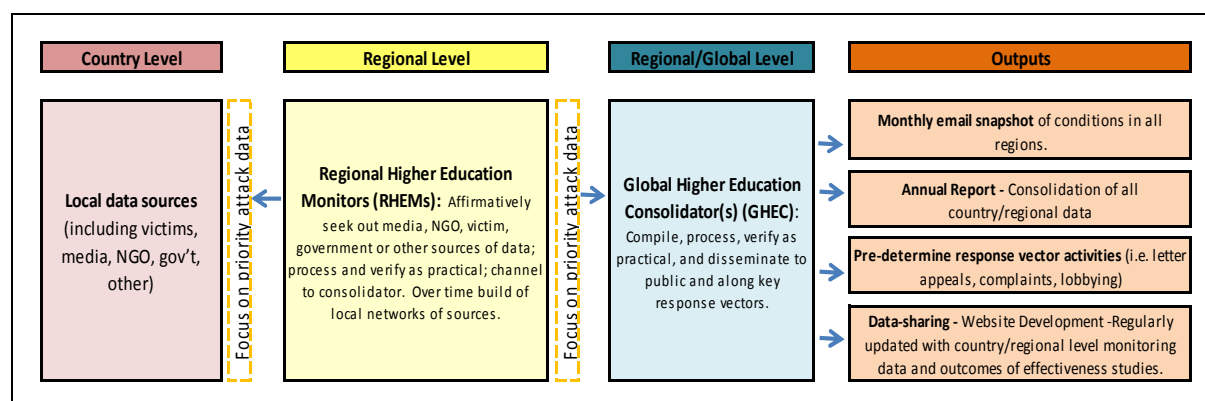 Country Level
Regional Level
Regional/Global Level
Outputs
Local data sources
(including victims,
media, NGO, gov't,
other)
Focus on priority attack data
Regional Higher Education
Monitors (RHEMs): Affirmatively
seek out media, NGO, victim,
government or other sources of data;
process and verify as practical; channel
to consolidator. Over time build of
local networks of sources.
Focus on priority attack data
Global Higher Education
Consolidator(s) (GHEC):
Compile, process, verify as
practical, and disseminate to
public and along key
response vectors.
Monthly email snapshot of conditions in all
regions.
Annual Report - Consolidation of all
country/regional data
Pre-determine response vector activities (i.e. letter
appeals, complaints, lobbying)
Data-sharing - Website Development -Regularly
updated with country/regional level monitoring
data and outcomes of effectiveness studies.